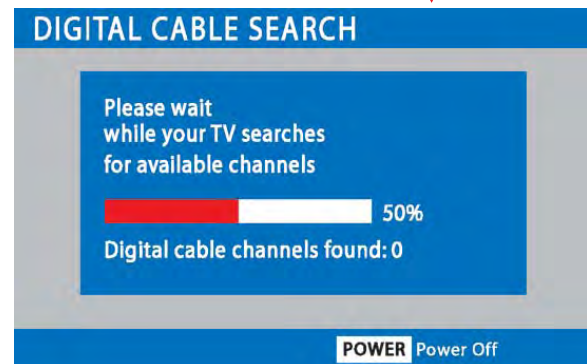 DIGITAL CABLE SEARCH
Please wait
while your TV searches
for available channels
50%
Digital cable channels found: 0
POWER Power Off